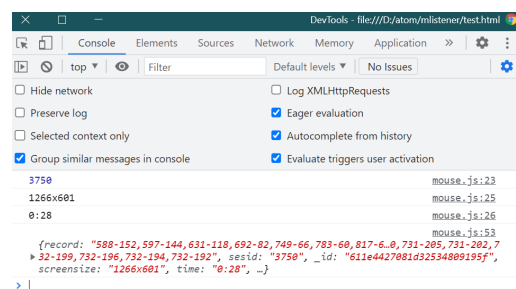 DevTools - file:///D:/atom/mlistener/test.html
Console Elements Sources Network Memory Application »
top ▼ Filter Default levels ▼ No Issues
Hide network Log XMLHttpRequests
Preserve log Eager evaluation
Selected context only Autocomplete from history
Group similar messages in console Evaluate triggers user activation
3750 mouse.js:23
1266x601 mouse.js:25
0:28 mouse.js:26
mouse.js:53
{record: "588-152,597-144,631-118,692-82,749-66,783-60,817-6…0,731-205,731-202,7
32-199,732-196,732-194,732-192", sesid: "3750", _id: "611e4427081d32534809195f",
screensize: "1266x601", time: "0:28", …}